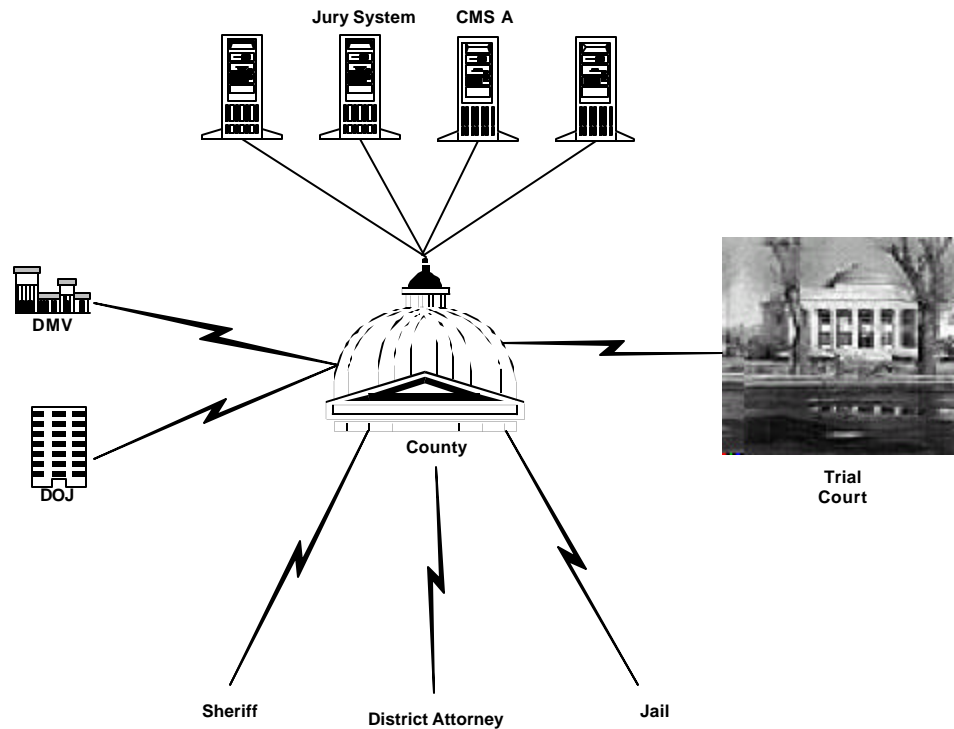 Jury System
CMS A
DMV
DOJ
County
Trial
Court
Sheriff
District Attorney
Jail